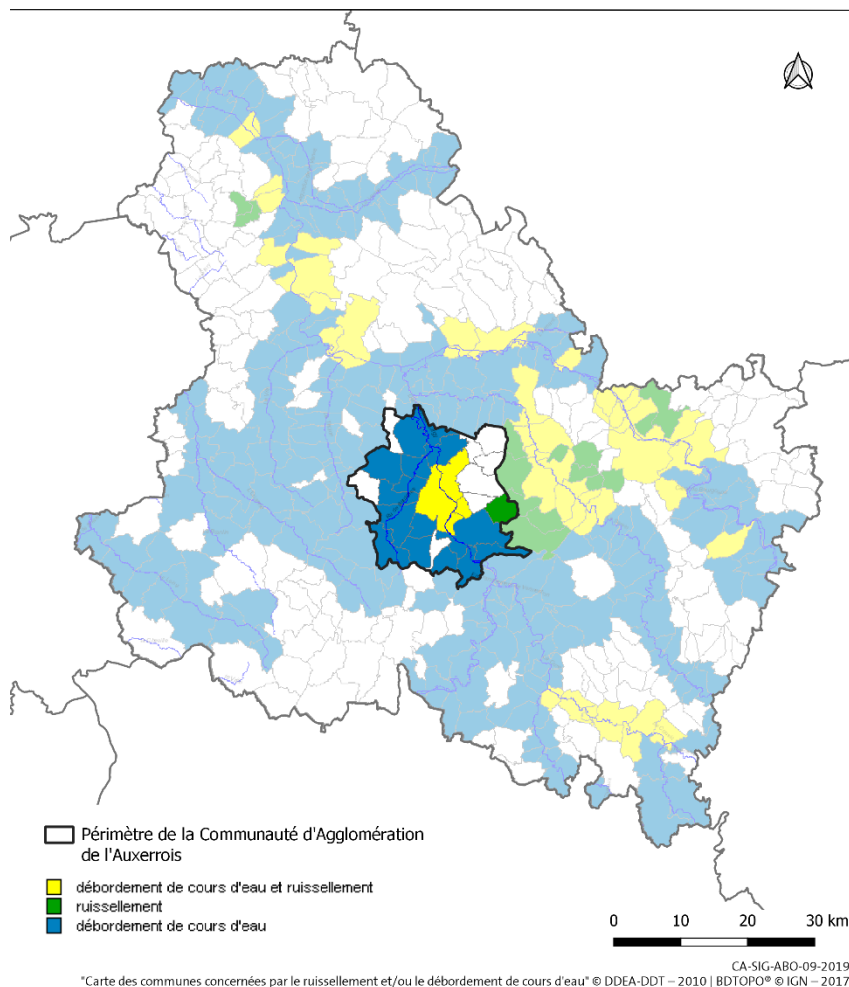 Périmètre de la Communauté d'Agglomération
de l'Auxerrois
débordement de cours d'eau et ruissellement
ruissellement
débordement de cours d'eau
0 10 20 30 km
CA-SIG-ABO-09-2019
"Carte des communes concernées par le ruissellement et/ou le débordement de cours d'eau" © DDEA-DDT – 2010 | BDTOPO® © IGN – 2017